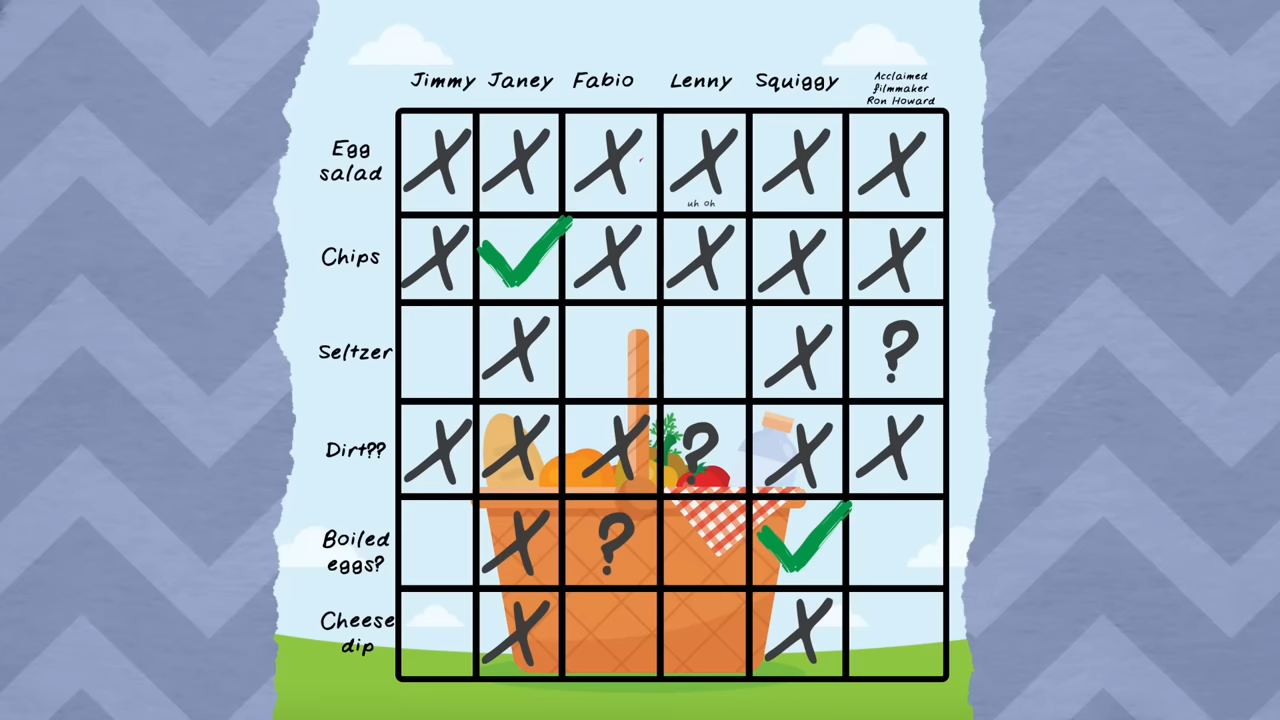 Jimmy Janey Fabio Lenny Squiggy
Acclaimed
filmmaker
Ron Howard
Egg
salad
X X X X X X
uh oh
Chips
X X X X X
Seltzer
X X ?
Dirt??
X X X ? X X
Boiled
eggs?
X ?
Cheese
dip
X X